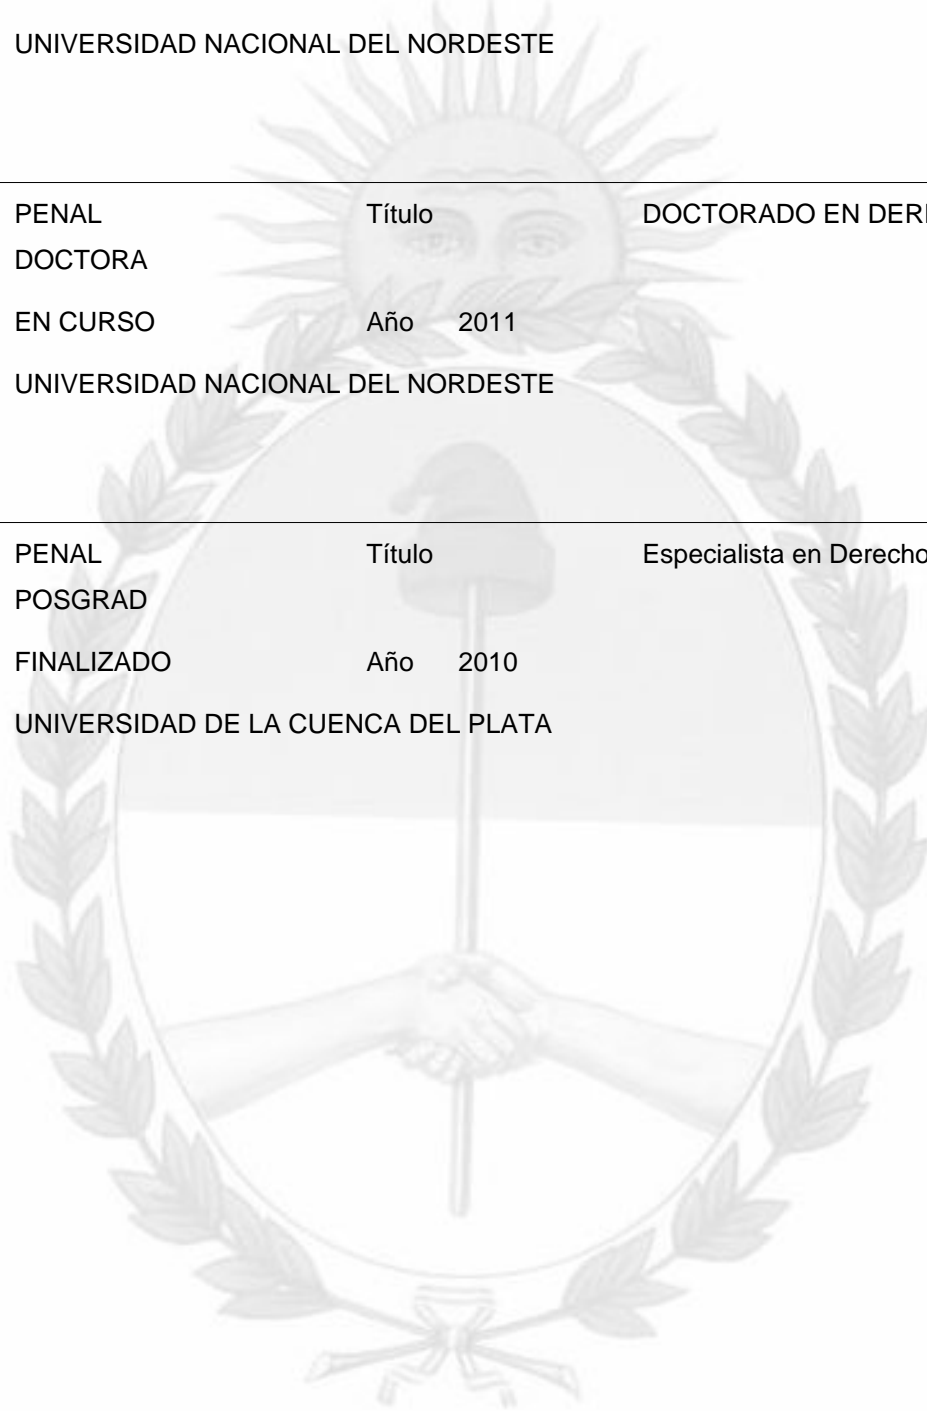 UNIVERSIDAD NACIONAL DEL NORDESTE
PENAL Título DOCTORADO EN
DOCTORA
EN CURSO Año 2011
UNIVERSIDAD NACIONAL DEL NORDESTE
PENAL Título Especialista en Derecho
POSGRAD
FINALIZADO Año 2010
UNIVERSIDAD DE LA CUENCA DEL PLATA